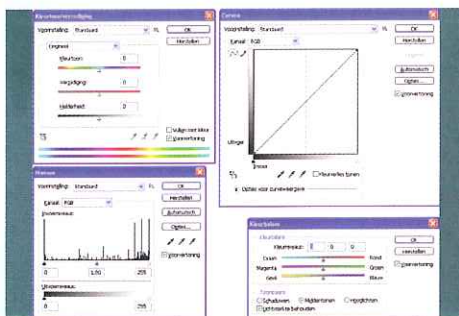 Kleurtoon/verzadiging
Voorinstelling: Standaard
OK
Herstellen
Origineel
Kleurtoon: 0
Verzadiging: 0
Helderheid: 0
Vullen met kleur
Voorvertoning
Curven
Voorinstelling: Standaard
OK
Kanaal: RGB
Herstellen
Automatisch
Opties...
Voorvertoning
Uitvoer:
Invoer:
Kleurvelles tonen
Opties voor curveweergave
Niveaus
Voorinstelling: Standaard
OK
Kanaal: RGB
Herstellen
Invoerniveaus:
Automatisch
Opties...
Voorvertoning
0 1,00 255
Uitvoerniveaus:
0 255
Kleurbalans
Kleurbalans
Kleurniveaus: 0 0 0
OK
Herstellen
Cyaan Rood
Voorvertoning
Magenta Groen
Geel Blauw
Toonbalans
Schaduwen Middentonen Hooglichten
Lichtsterkte behouden